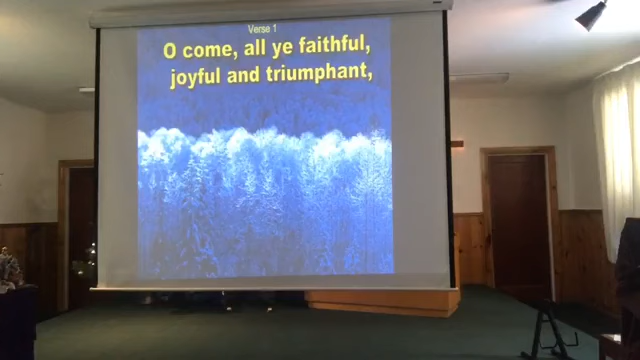 Verse 1
O come, all ye faithful,
joyful and triumphant,